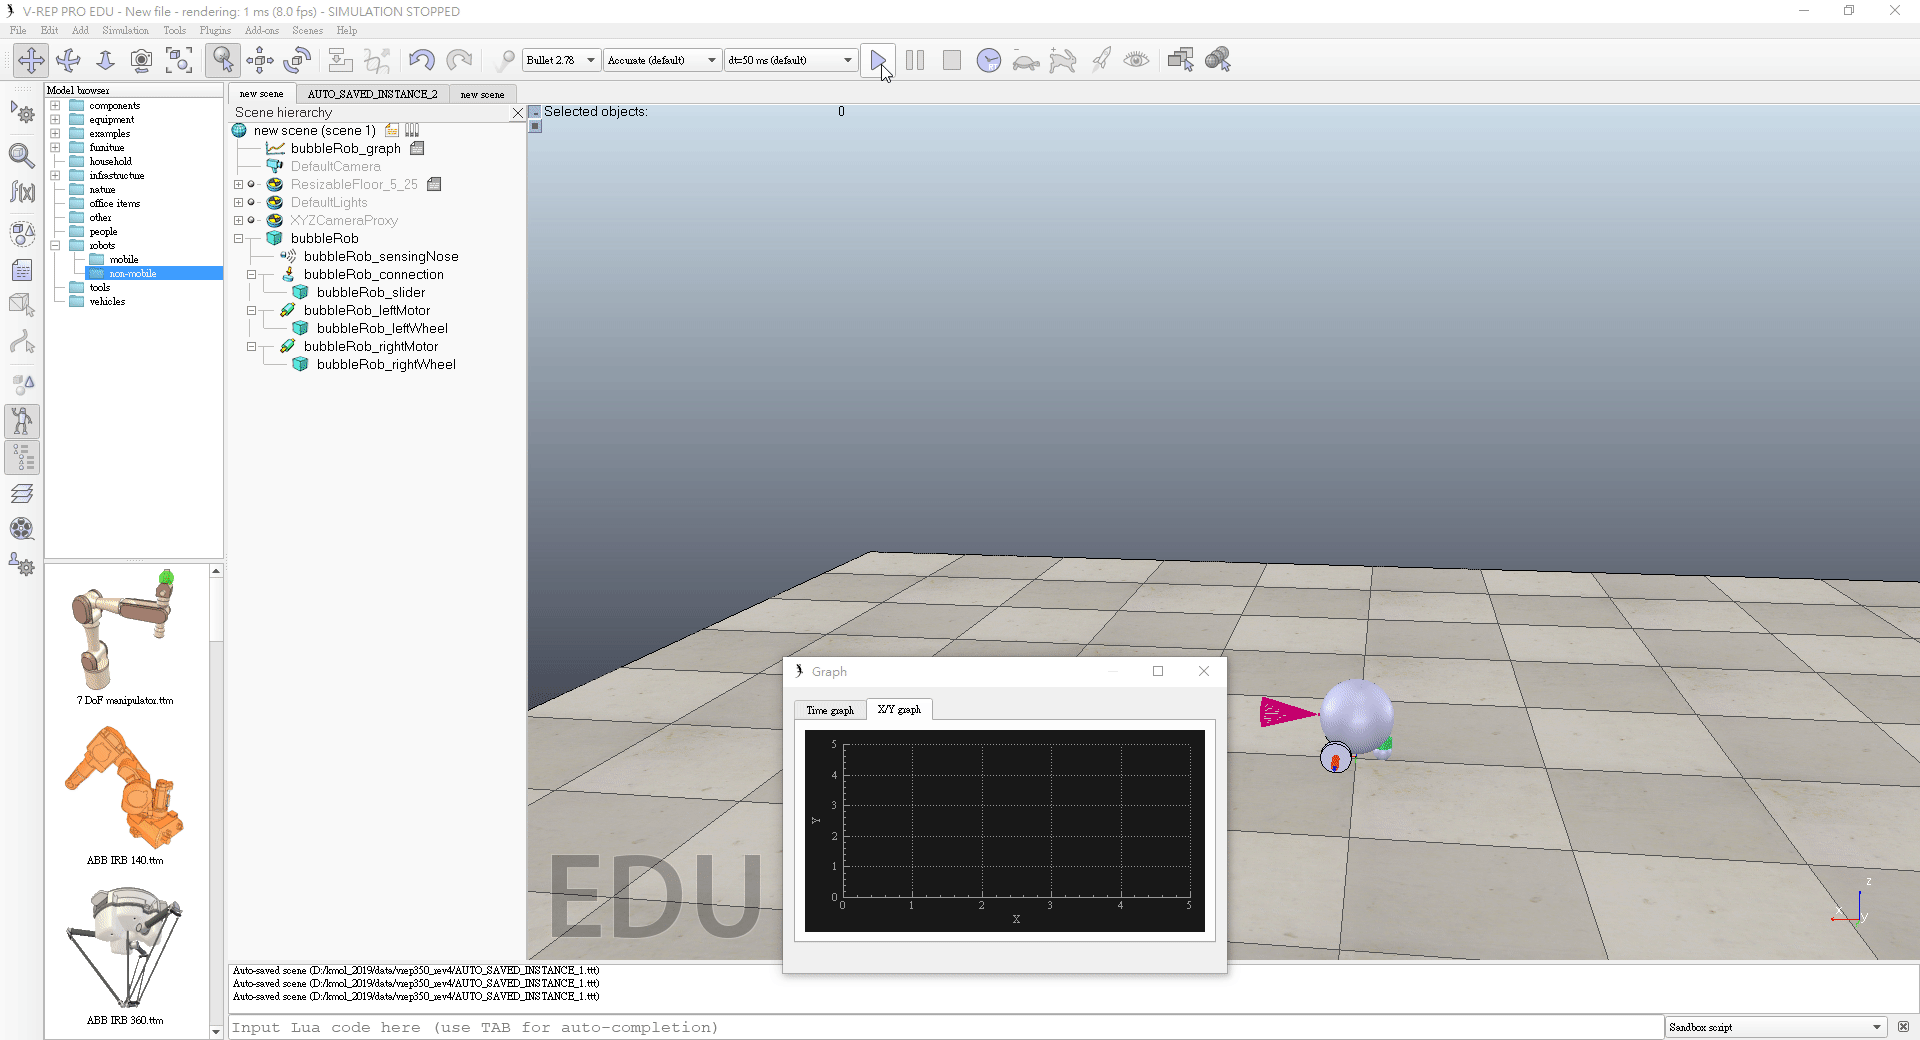 V-REP PRO EDU - New file - rendering: 1 ms (8.0 fps) - SIMULATION STOPPED
File Edit Add Simulation Tools Plugins Add-ons Scenes Help
Bullet 2.78 Accurate (default) dt=50 ms (default)
Model browser
components
equipment
examples
furniture
household
infrastructure
nature
office items
other
people
robots
mobile
non-mobile
tools
vehicles
7 DoF manipulator.ttm
ABB IRB 140.ttm
ABB IRB 360.ttm
new scene AUTO_SAVED_INSTANCE_2 new scene
Scene hierarchy
new scene (scene 1)
bubbleRob_graph
DefaultCamera
ResizableFloor_5_25
DefaultLights
XYZCameraProxy
bubbleRob
bubbleRob_sensingNose
bubbleRob_connection
bubbleRob_slider
bubbleRob_leftMotor
bubbleRob_leftWheel
bubbleRob_rightMotor
bubbleRob_rightWheel
Selected objects: 0
EDU
Graph
Time graph X/Y graph
5
4
3
2
1
0
Y
0 1 2 3 4 5
X
z
x
y
Auto-saved scene (D:/kmol_2019/data/vrep350_rev4/AUTO_SAVED_INSTANCE_1.ttt)
Auto-saved scene (D:/kmol_2019/data/vrep350_rev4/AUTO_SAVED_INSTANCE_1.ttt)
Auto-saved scene (D:/kmol_2019/data/vrep350_rev4/AUTO_SAVED_INSTANCE_1.ttt)
Input Lua code here (use TAB for auto-completion)
Sandbox script